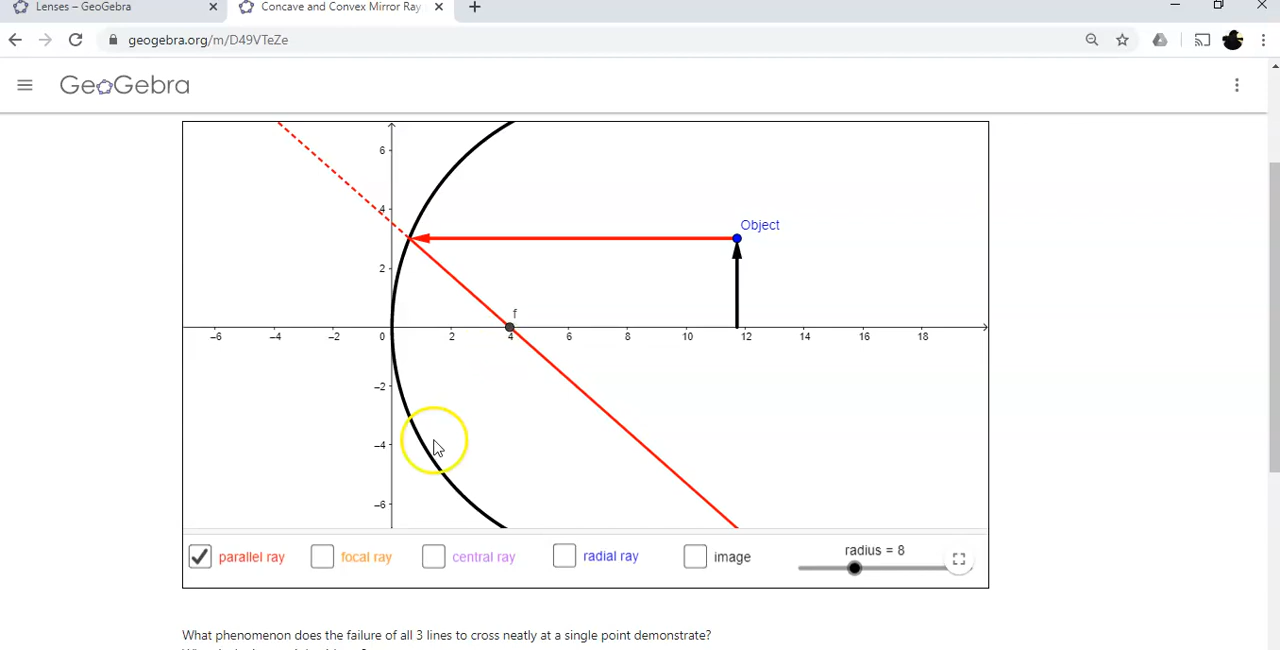 Lenses – GeoGebra
Concave and Convex Mirror Ray
geogebra.org/m/D49VTeZe
GeoGebra
6
4
2
0
−2
−4
−6
−6
−4
−2
2
4
6
8
10
12
14
16
18
Object
f
parallel ray
focal ray
central ray
radial ray
image
radius = 8
What phenomenon does the failure of all 3 lines to cross neatly at a single point demonstrate?